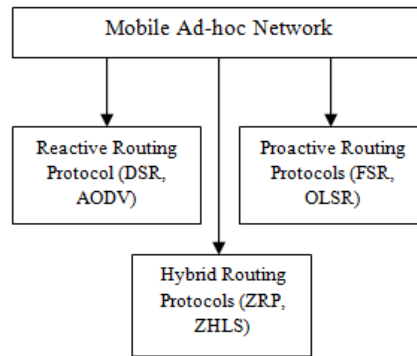 Mobile Ad-hoc Network
Reactive Routing
Protocol (DSR,
AODV)
Proactive Routing
Protocols (FSR,
OLSR)
Hybrid Routing
Protocols (ZRP,
ZHLS)